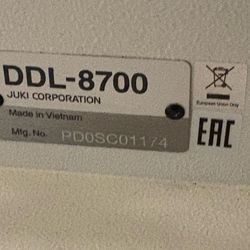 DDL-8700
JUKI CORPORATION
Made in Vietnam
Mfg. No. PD0SC01174
European Union Only
EAC